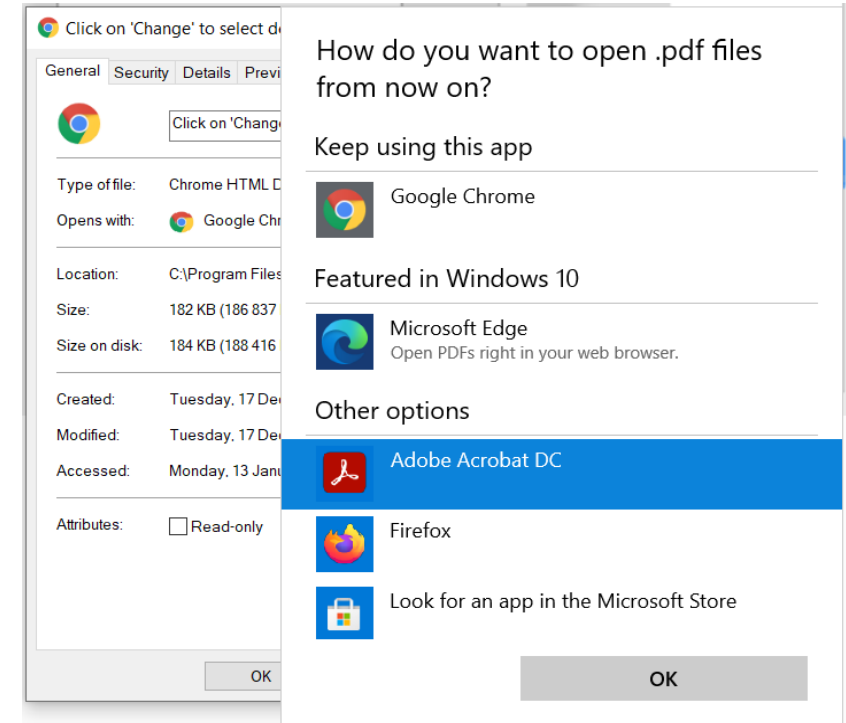 Click on 'Change' to select d
General Security Details Previ
Click on 'Chang
Type of file: Chrome HTML D
Opens with: Google Chr
Location: C:\Program Files
Size: 182 KB (186 837
Size on disk: 184 KB (188 416
Created: Tuesday, 17 De
Modified: Tuesday, 17 De
Accessed: Monday, 13 Janu
Attributes: Read-only
OK
How do you want to open .pdf files
from now on?
Keep using this app
Google Chrome
Featured in Windows 10
Microsoft Edge
Open PDFs right in your web browser.
Other options
Adobe Acrobat DC
Firefox
Look for an app in the Microsoft Store
OK